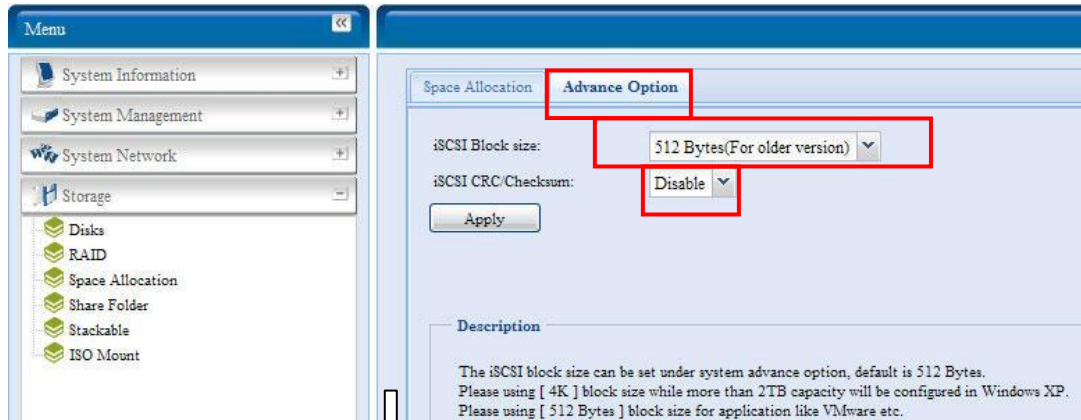 Menu
System Information
System Management
System Network
Storage
Disks
RAID
Space Allocation
Share Folder
Stackable
ISO Mount
Space Allocation
Advance Option
iSCSI Block size:
512 Bytes(For older version)
iSCSI CRC/Checksum:
Disable
Apply
Description
The iSCSI block size can be set under system advance option, default is 512 Bytes.
Please using [ 4K ] block size while more than 2TB capacity will be configured in Windows XP.
Please using [ 512 Bytes ] block size for application like VMware etc.